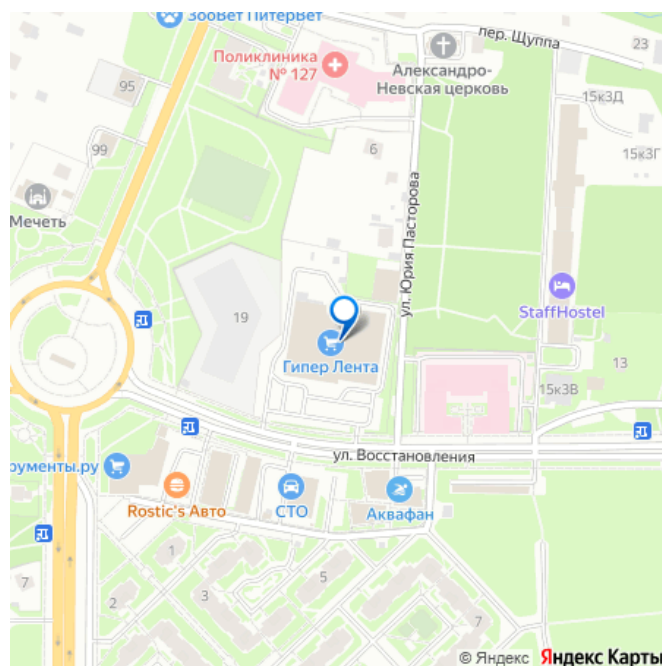 ЗооВет ПитерВет
пер. Щуппа
23
Поликлиника
№ 127
Александро-
Невская церковь
95
15к3Д
99
6
15к3Г
Мечеть
ул. Юрия Пасторова
StaffHostel
19
Гипер Лента
13
15к3В
ул. Восстановления
рументы.ру
Rostic's Авто
СТО
Аквафан
1
7
5
2
3
7
© Яндекс Яндекс Карты